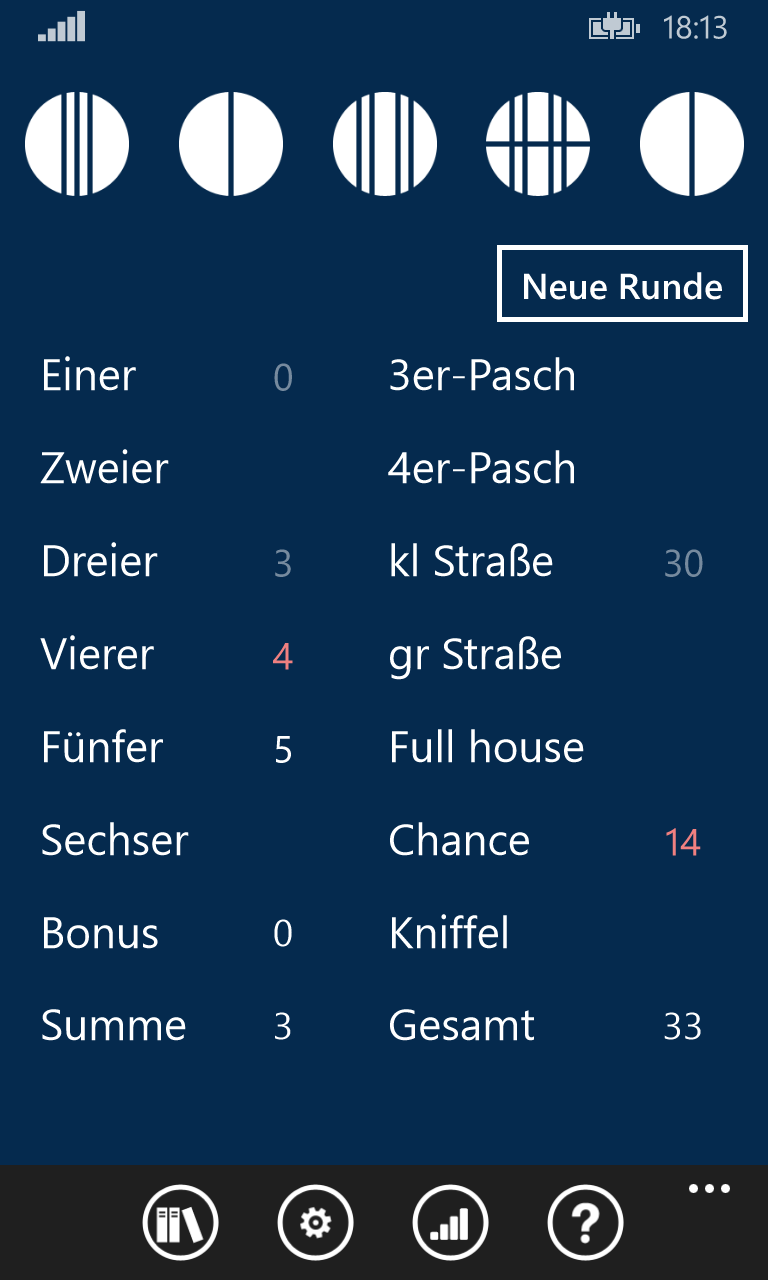 18:13
Neue Runde
Einer 0 3er-Pasch
Zweier 4er-Pasch
Dreier 3 kl Straße 30
Vierer 4 gr Straße
Fünfer 5 Full house
Sechser Chance 14
Bonus 0 Kniffel
Summe 3 Gesamt 33
?